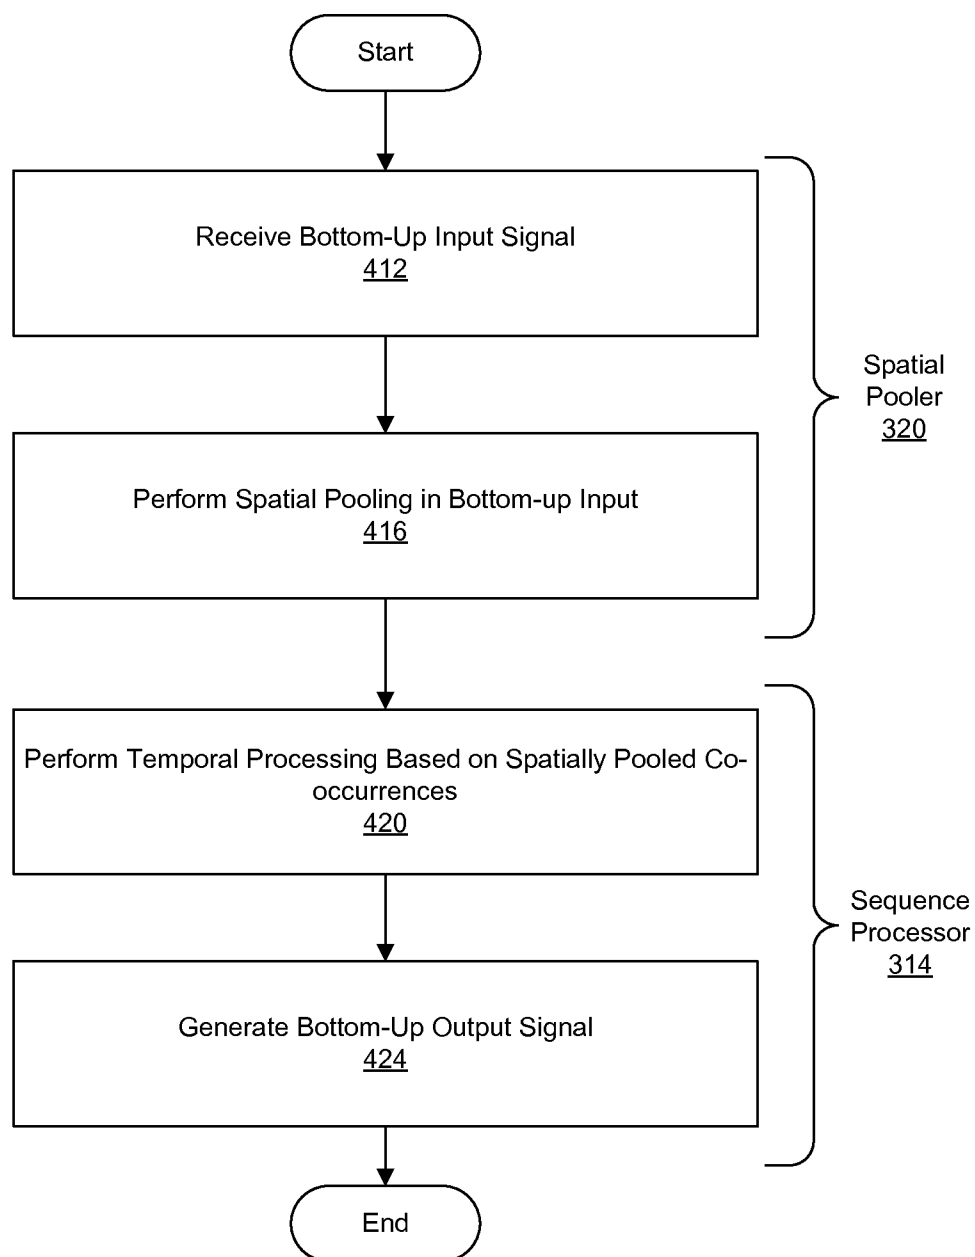 Start
Receive Bottom-Up Input Signal
412
Perform Spatial Pooling in Bottom-up Input
416
Spatial
Pooler
320
Perform Temporal Processing Based on Spatially Pooled Co-
occurrences
420
Generate Bottom-Up Output Signal
424
Sequence
Processor
314
End